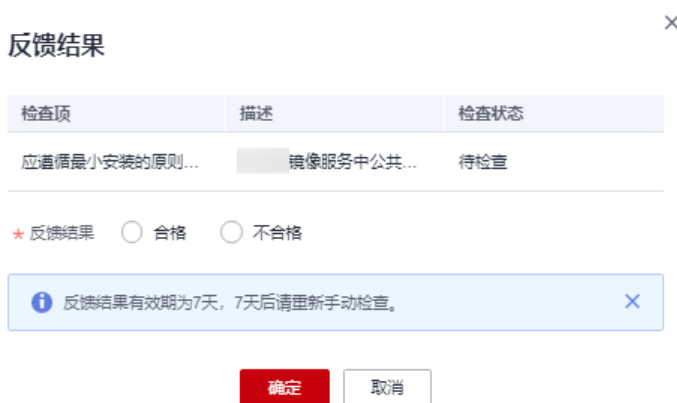 反馈结果
检查项 描述 检查状态
应遵循最小安装的原则... 镜像服务中公共... 待检查
* 反馈结果 合格 不合格
反馈结果有效期为7天，7天后请重新手动检查。
确定 取消